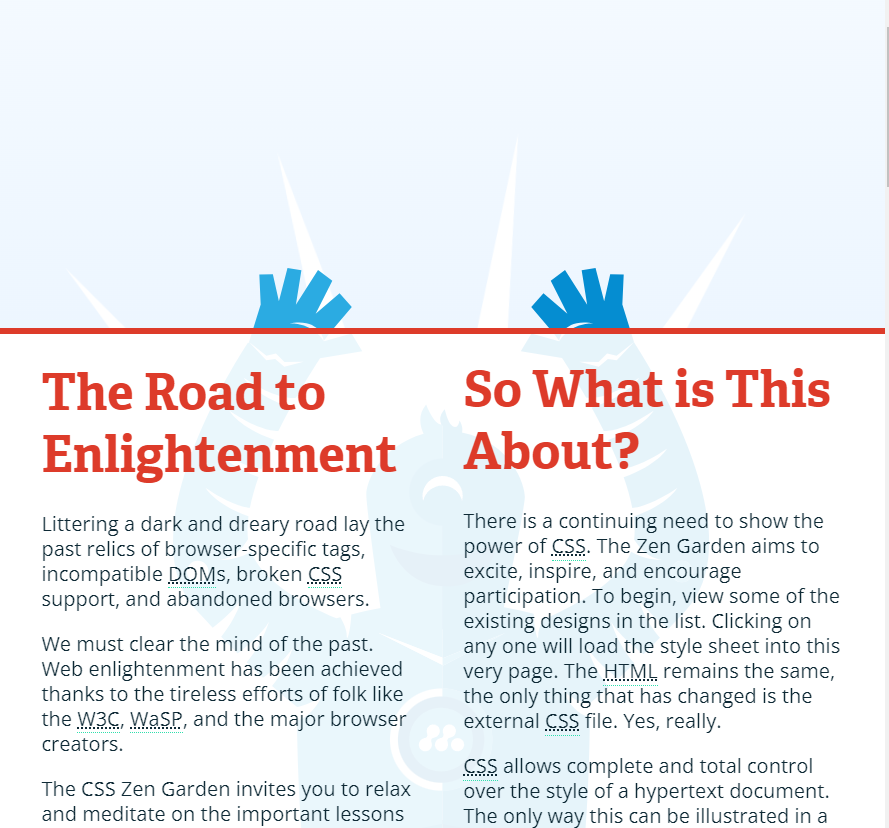 The Road to
Enlightenment
Littering a dark and dreary road lay the
past relics of browser-specific tags,
incompatible DOMs, broken CSS
support, and abandoned browsers.
We must clear the mind of the past.
Web enlightenment has been achieved
thanks to the tireless efforts of folk like
the W3C, WaSP, and the major browser
creators.
The CSS Zen Garden invites you to relax
and meditate on the important lessons
So What is This
About?
There is a continuing need to show the
power of CSS. The Zen Garden aims to
excite, inspire, and encourage
participation. To begin, view some of the
existing designs in the list. Clicking on
any one will load the style sheet into this
very page. The HTML remains the same,
the only thing that has changed is the
external CSS file. Yes, really.
CSS allows complete and total control
over the style of a hypertext document.
The only way this can be illustrated in a